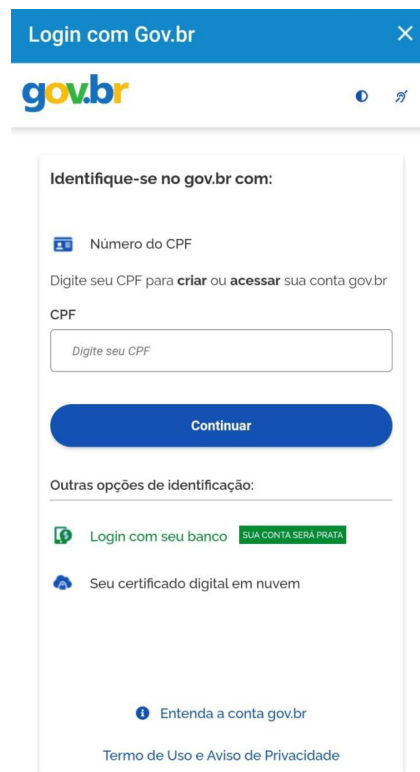 Login com Gov.br
gov.br
Identifique-se no gov.br com:
Número do CPF
Digite seu CPF para criar ou acessar sua conta gov.br
CPF
Digite seu CPF
Continuar
Outras opções de identificação:
Login com seu banco SUA CONTA SERÁ PRATA
Seu certificado digital em nuvem
Entenda a conta gov.br
Termo de Uso e Aviso de Privacidade